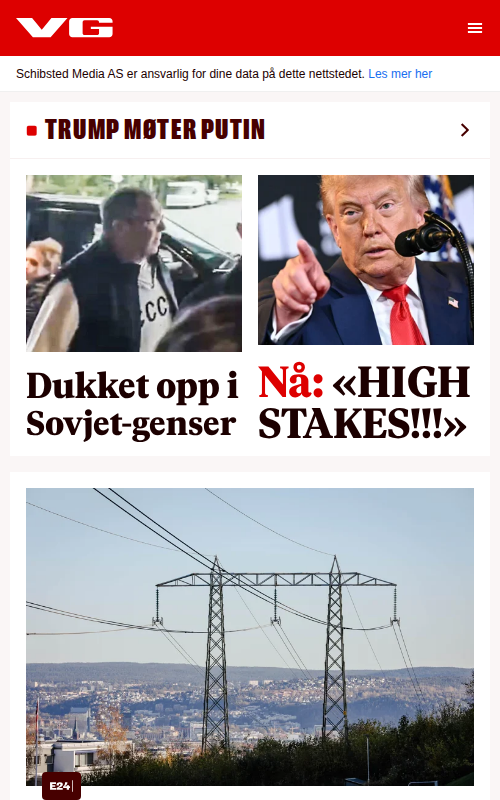 VG
Schibsted Media AS er ansvarlig for dine data på dette nettstedet. Les mer her
TRUMP MØTER PUTIN
CCC
Dukket opp i
Sovjet-genser
Nå: «HIGH
STAKES!!!»
E24